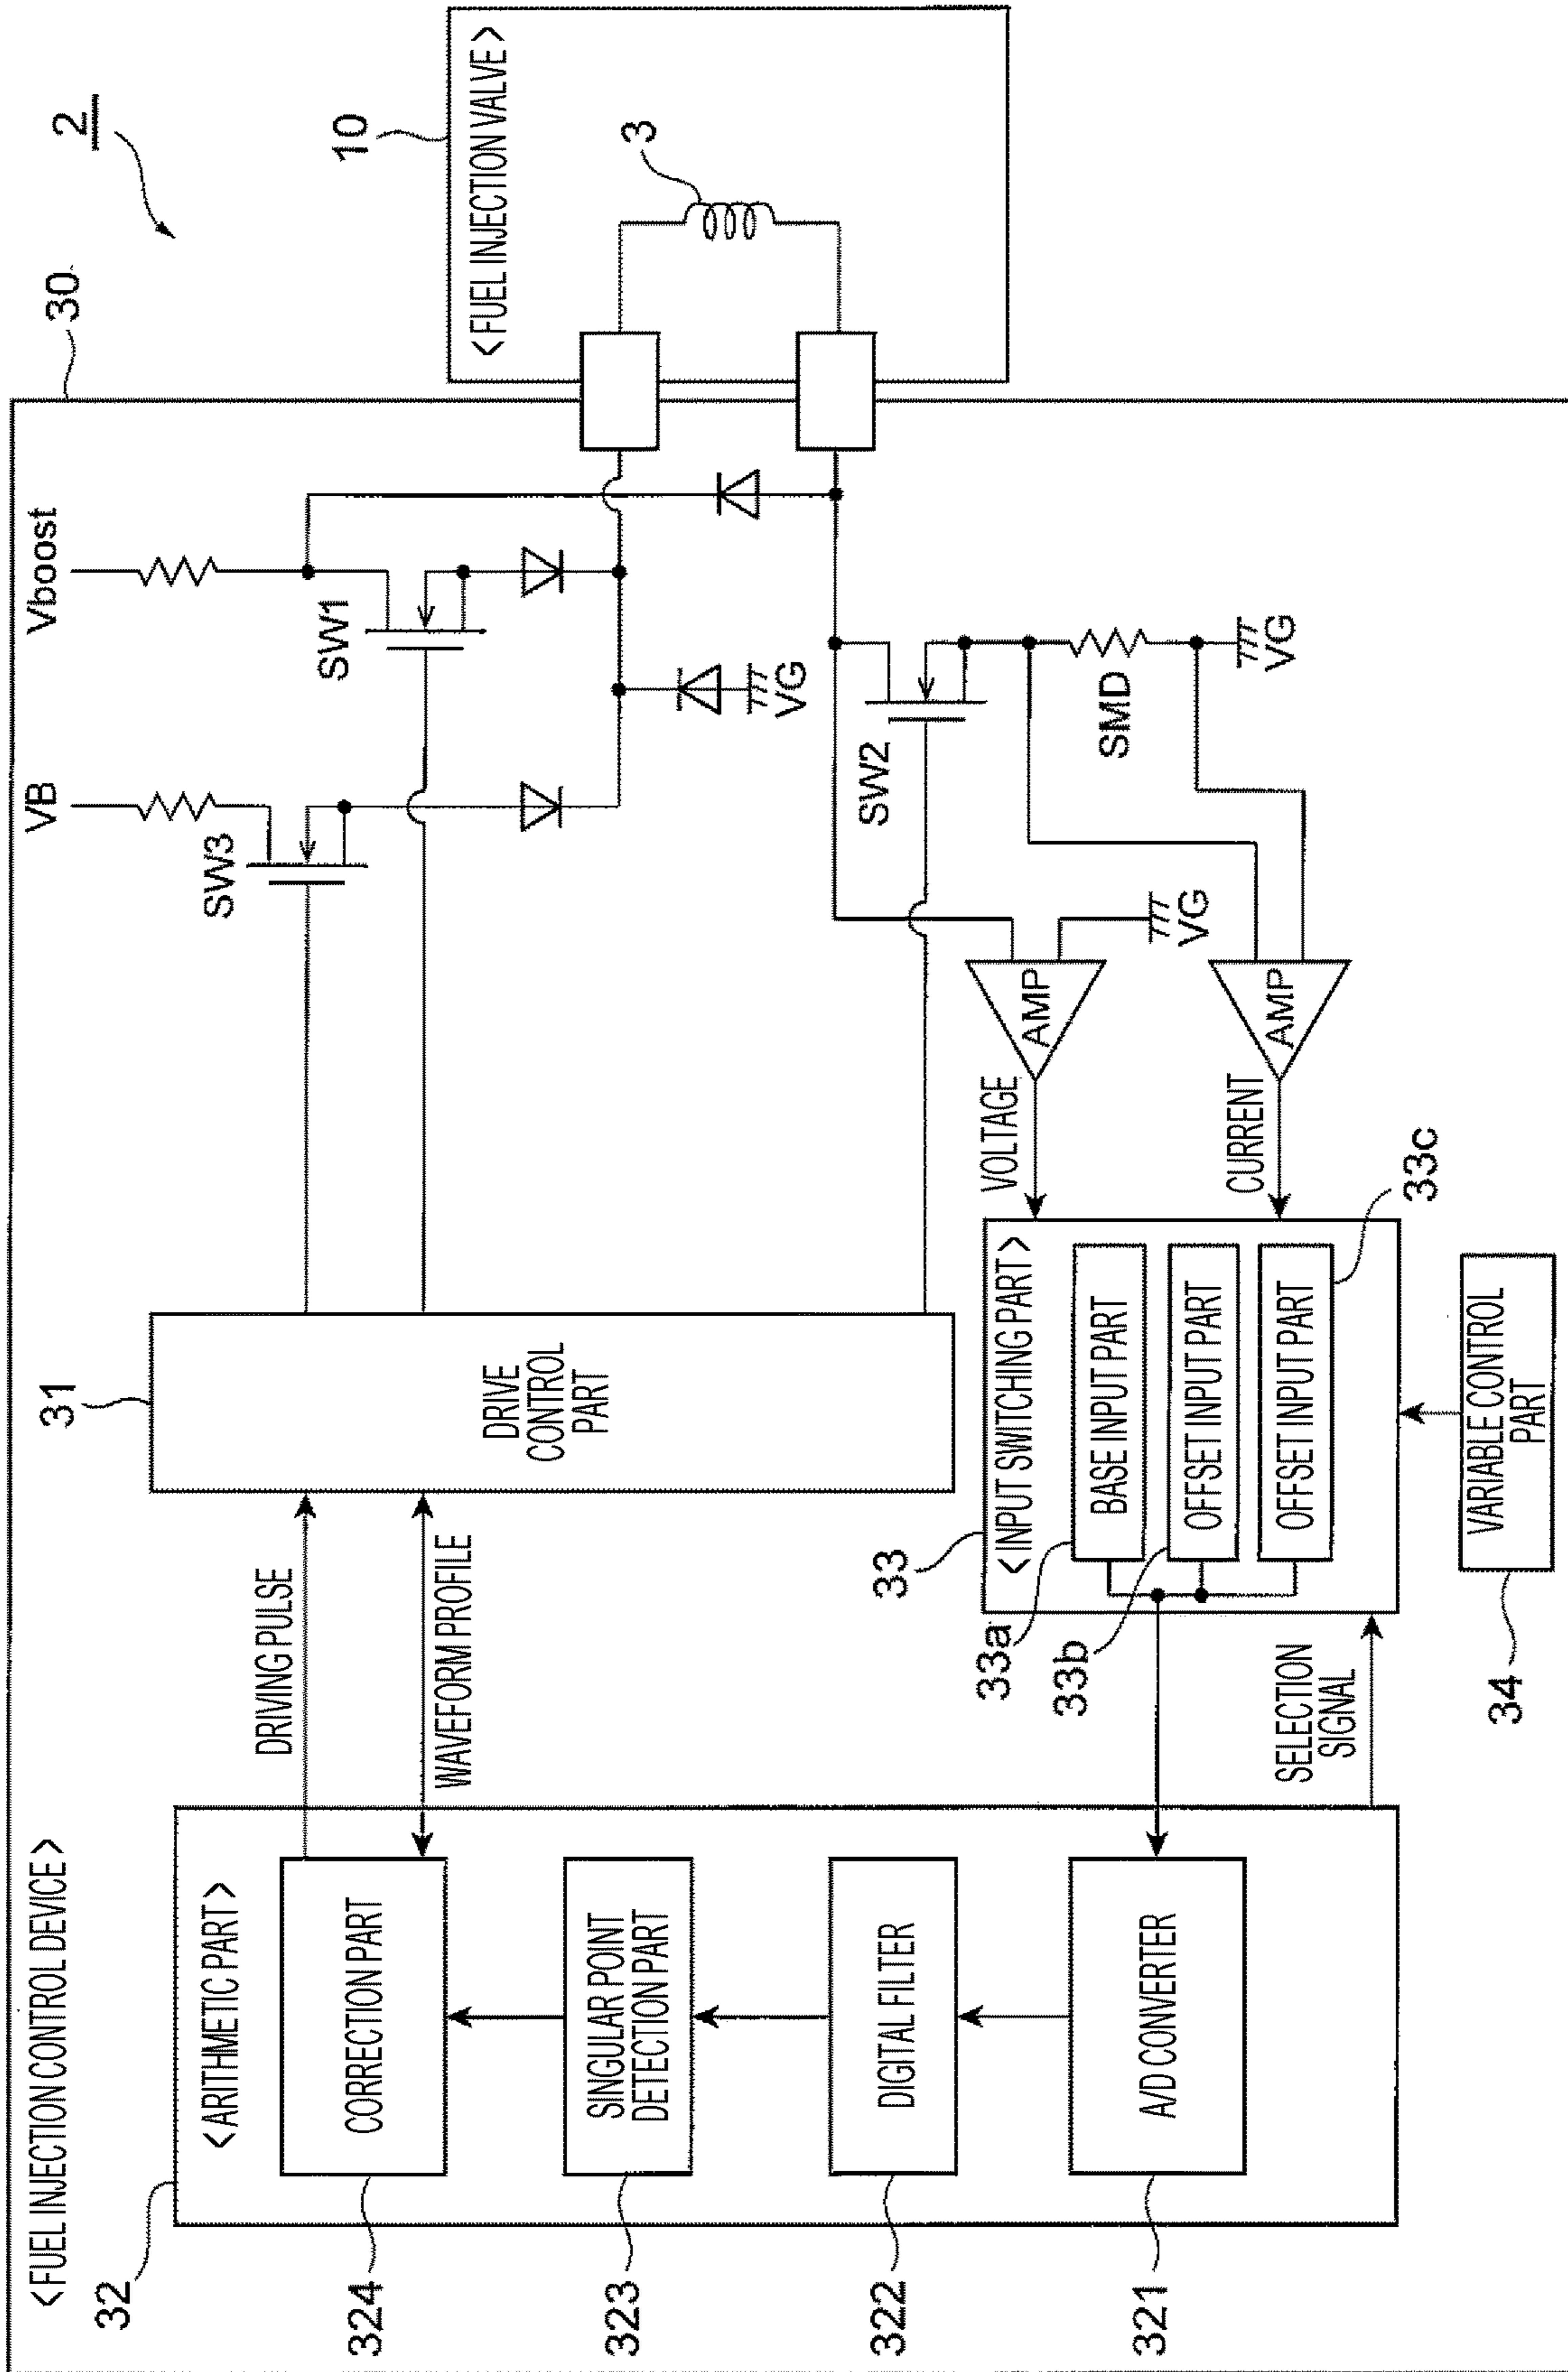 2
30
<FUEL INJECTION CONTROL DEVICE>
32
<ARITHMETIC PART>
324
CORRECTION PART
323
SINGULAR POINT
DETECTION PART
322
DIGITAL FILTER
321
A/D CONVERTER
DRIVING PULSE
WAVEFORM PROFILE
SELECTION
SIGNAL
31
DRIVE
CONTROL
PART
33
<INPUT SWITCHING PART>
33a
BASE INPUT PART
33b
OFFSET INPUT PART
33c
OFFSET INPUT PART
34
VARIABLE CONTROL
PART
VOLTAGE
CURRENT
AMP
AMP
VG
VB
SW3
Vboost
SW1
VG
SW2
SMD
VG
10
<FUEL INJECTION VALVE>
3